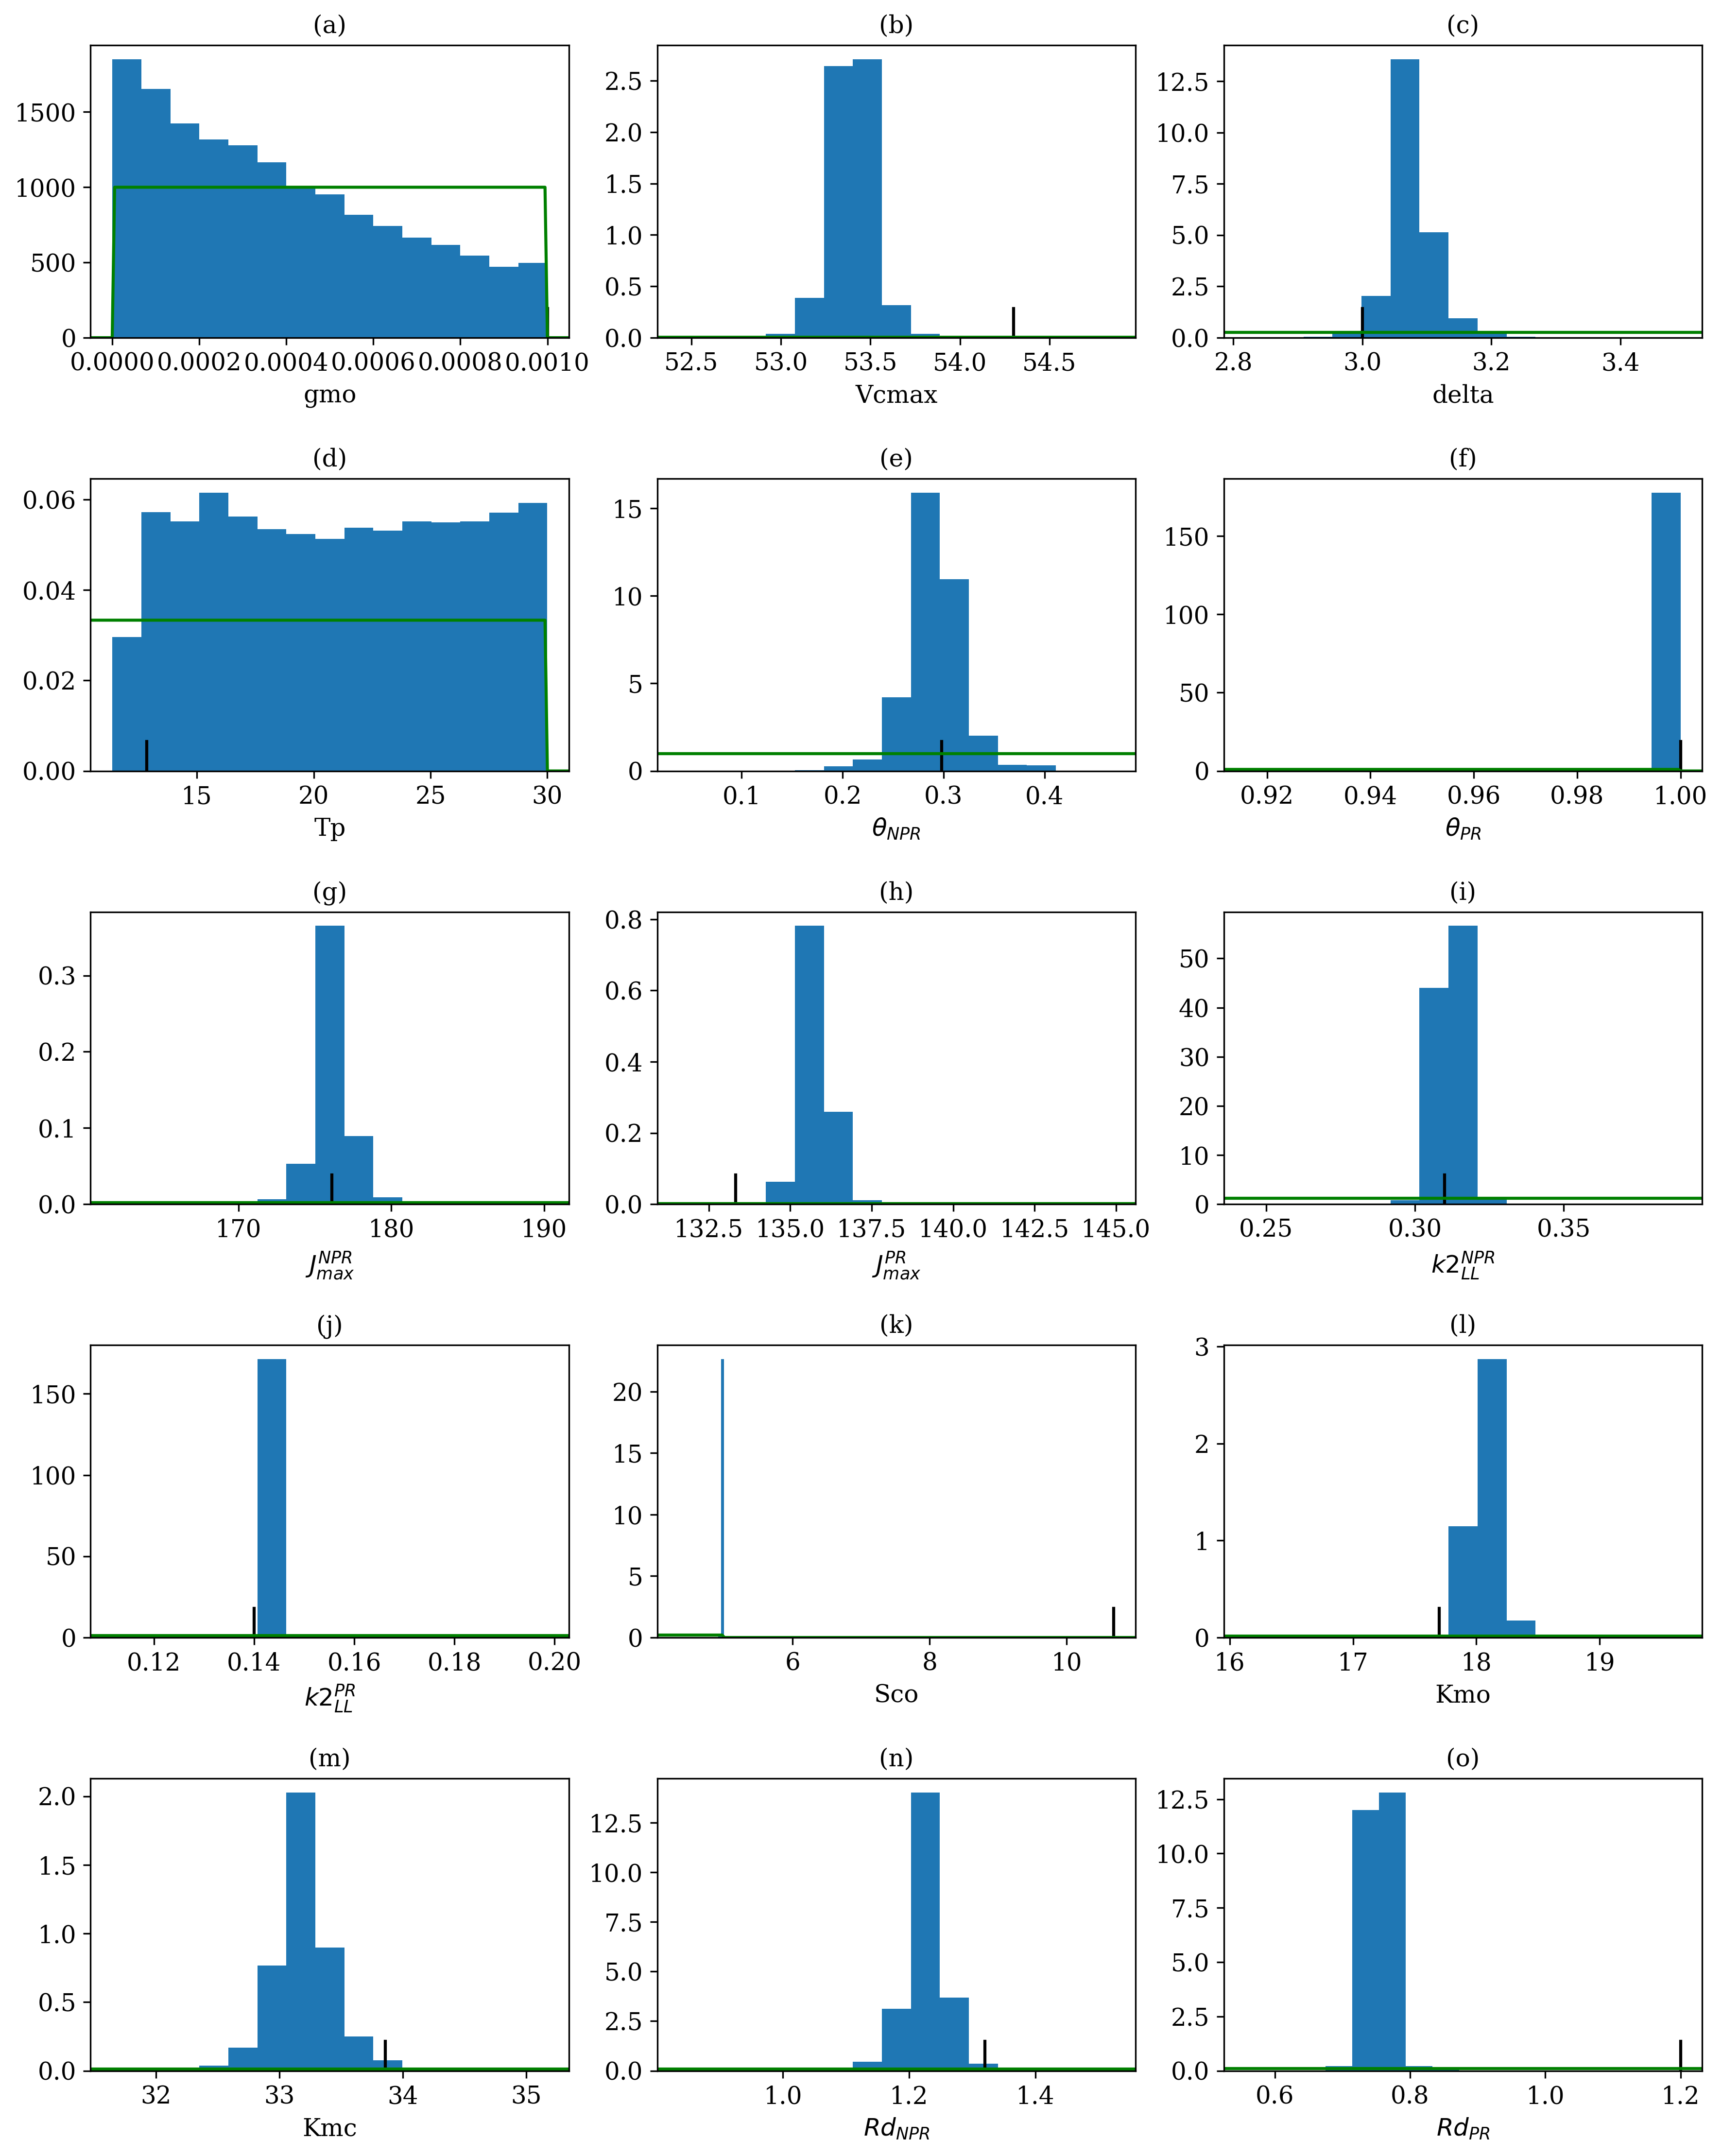 (a) (b) (c)
1500 2.5 12.5
2.0 10.0
1000 1.5 7.5
1.0 5.0
500 0.5 2.5
0 0.0 0.0
0.0000 0.0002 0.0004 0.0006 0.0008 0.0010 52.5 53.0 53.5 54.0 54.5 2.8 3.0 3.2 3.4
gmo Vcmax delta
(d) (e) (f)
0.06 15 150
0.04 10 100
0.02 5 50
0.00 0 0
15 20 25 30 0.1 0.2 0.3 0.4 0.92 0.94 0.96 0.98 1.00
Tp θ_NPR θ_PR
(g) (h) (i)
0.8 50
0.3 0.6 40
0.2 0.4 30
20
0.1 0.2 10
0.0 0.0 0
170 180 190 132.5 135.0 137.5 140.0 142.5 145.0 0.25 0.30 0.35
J_max^NPR J_max^PR k2_LL^NPR
(j) (k) (l)
150 20 3
100 15 2
10
50 5 1
0 0 0
0.12 0.14 0.16 0.18 0.20 6 8 10 16 17 18 19
k2_LL^PR Sco Kmo
(m) (n) (o)
2.0 12.5 12.5
1.5 10.0 10.0
1.0 7.5 7.5
5.0 5.0
0.5 2.5 2.5
0.0 0.0 0.0
32 33 34 35 1.0 1.2 1.4 0.6 0.8 1.0 1.2
Kmc Rd_NPR Rd_PR